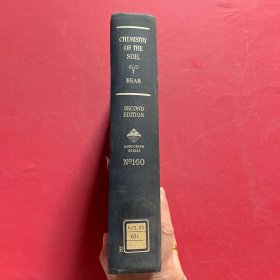 CHEMISTRY
OF THE
SOIL
BEAR
SECOND
EDITION
MONOGRAPH
SERIES
Nº160
R